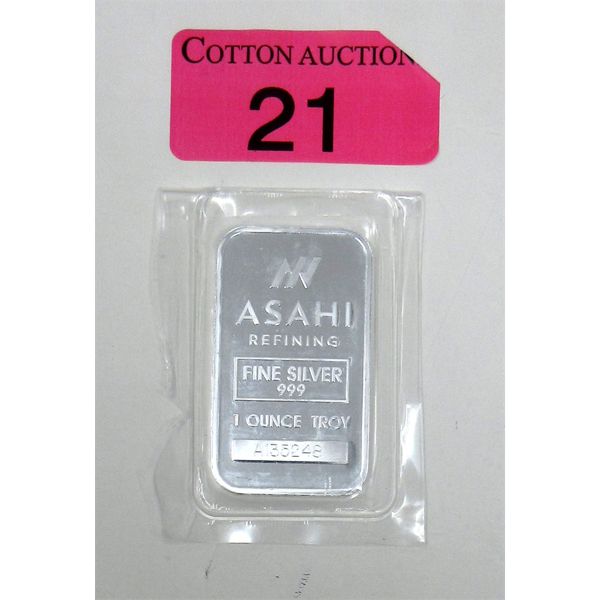 COTTON AUCTION
21
ASAHI
REFINING
FINE SILVER
999
1 OUNCE TROY
A135248